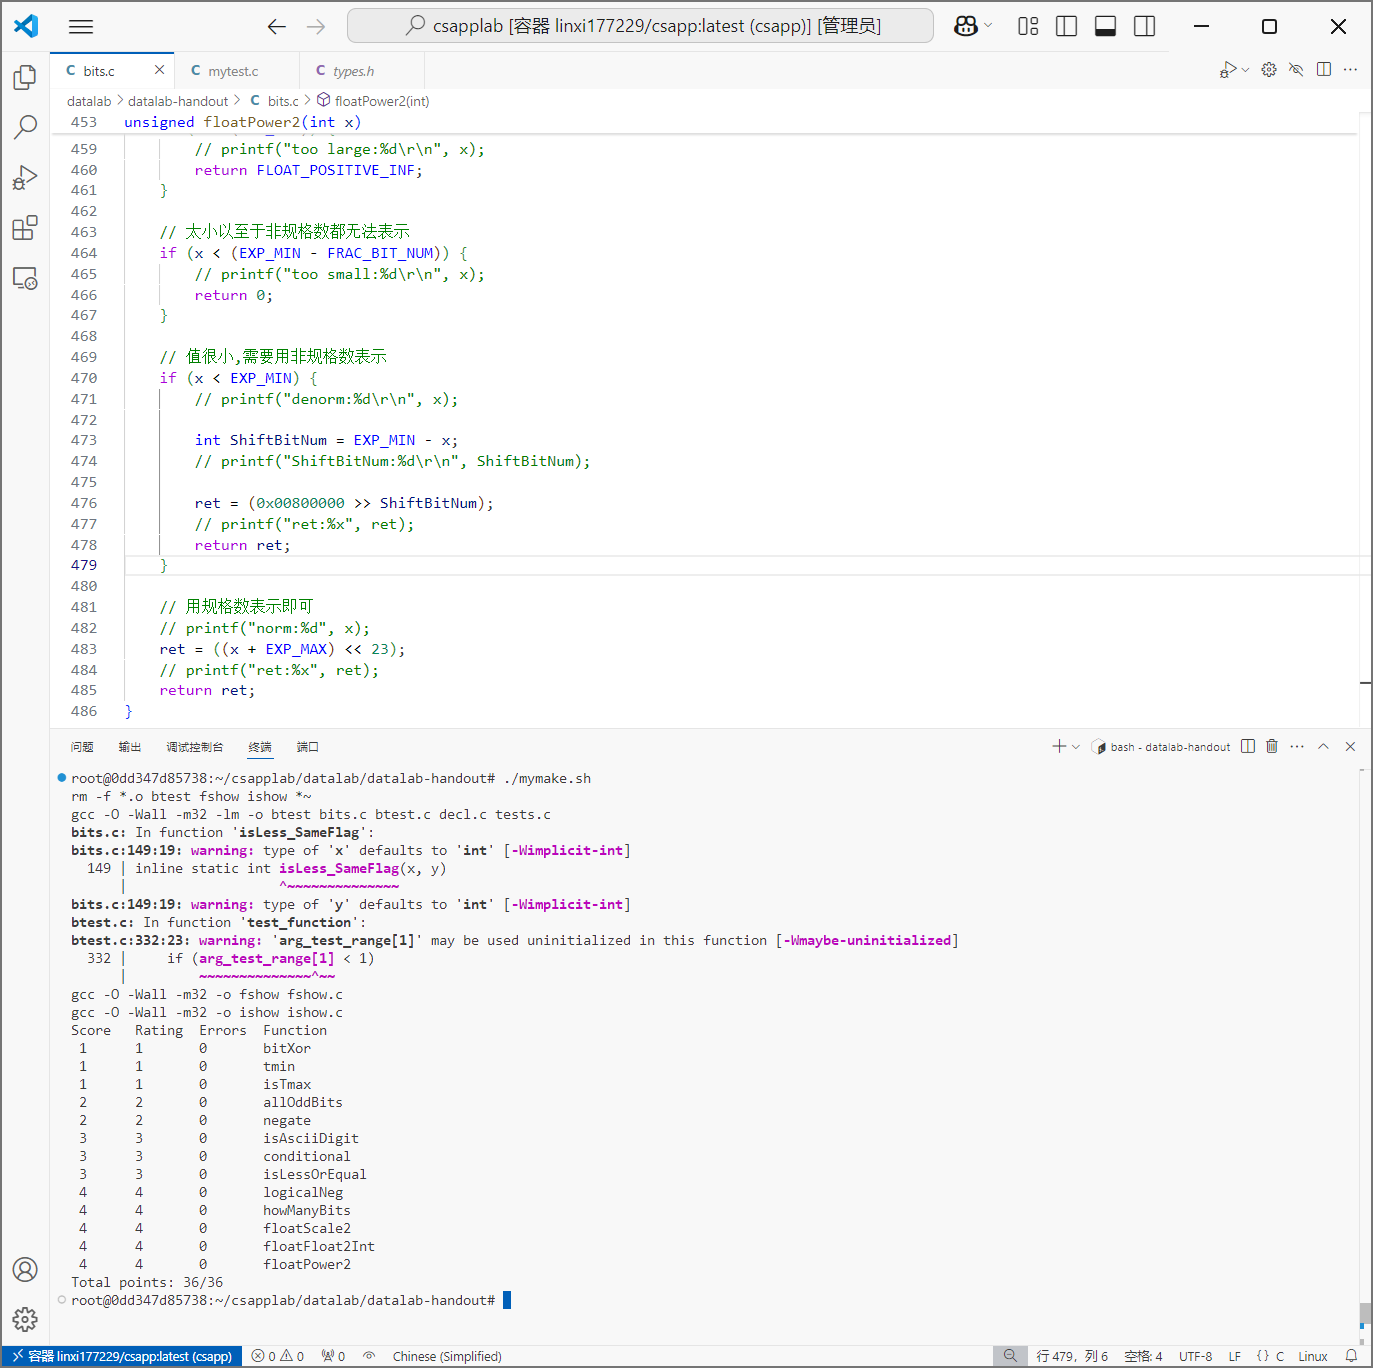 csapplab [容器 linxi177229/csapp:latest (csapp)] [管理员]
C bits.c
C mytest.c
C types.h
datalab > datalab-handout > C bits.c > floatPower2(int)
453 unsigned floatPower2(int x)
459 // printf("too large:%d\r\n", x);
460 return FLOAT_POSITIVE_INF;
461 }
462
463 // 太小以至于非规格数都无法表示
464 if (x < (EXP_MIN - FRAC_BIT_NUM)) {
465 // printf("too small:%d\r\n", x);
466 return 0;
467 }
468
469 // 值很小,需要用非规格数表示
470 if (x < EXP_MIN) {
471 // printf("denorm:%d\r\n", x);
472
473 int ShiftBitNum = EXP_MIN - x;
474 // printf("ShiftBitNum:%d\r\n", ShiftBitNum);
475
476 ret = (0x00800000 >> ShiftBitNum);
477 // printf("ret:%x", ret);
478 return ret;
479 }
480
481 // 用规格数表示即可
482 // printf("norm:%d", x);
483 ret = ((x + EXP_MAX) << 23);
484 // printf("ret:%x", ret);
485 return ret;
486 }
问题 输出 调试控制台 终端 端口
bash - datalab-handout
root@0dd347d85738:~/csapplab/datalab/datalab-handout# ./mymake.sh
rm -f *.o btest fshow ishow *~
gcc -O -Wall -m32 -lm -o btest bits.c btest.c decl.c tests.c
bits.c: In function 'isLess_SameFlag':
bits.c:149:19: warning: type of 'x' defaults to 'int' [-Wimplicit-int]
149 | inline static int isLess_SameFlag(x, y)
| ^~~~~~~~~~~~~~~
bits.c:149:19: warning: type of 'y' defaults to 'int' [-Wimplicit-int]
btest.c: In function 'test_function':
btest.c:332:23: warning: 'arg_test_range[1]' may be used uninitialized in this function [-Wmaybe-uninitialized]
332 | if (arg_test_range[1] < 1)
| ~~~~~~~~~~~~~~^~~
gcc -O -Wall -m32 -o fshow fshow.c
gcc -O -Wall -m32 -o ishow ishow.c
Score Rating Errors Function
1 1 0 bitXor
1 1 0 tmin
1 1 0 isTmax
2 2 0 allOddBits
2 2 0 negate
3 3 0 isAsciiDigit
3 3 0 conditional
3 3 0 isLessOrEqual
4 4 0 logicalNeg
4 4 0 howManyBits
4 4 0 floatScale2
4 4 0 floatFloat2Int
4 4 0 floatPower2
Total points: 36/36
root@0dd347d85738:~/csapplab/datalab/datalab-handout#
容器 linxi177229/csapp:latest (csapp) 0 0 0 Chinese (Simplified) 行 479，列 6 空格: 4 UTF-8 LF {} C Linux